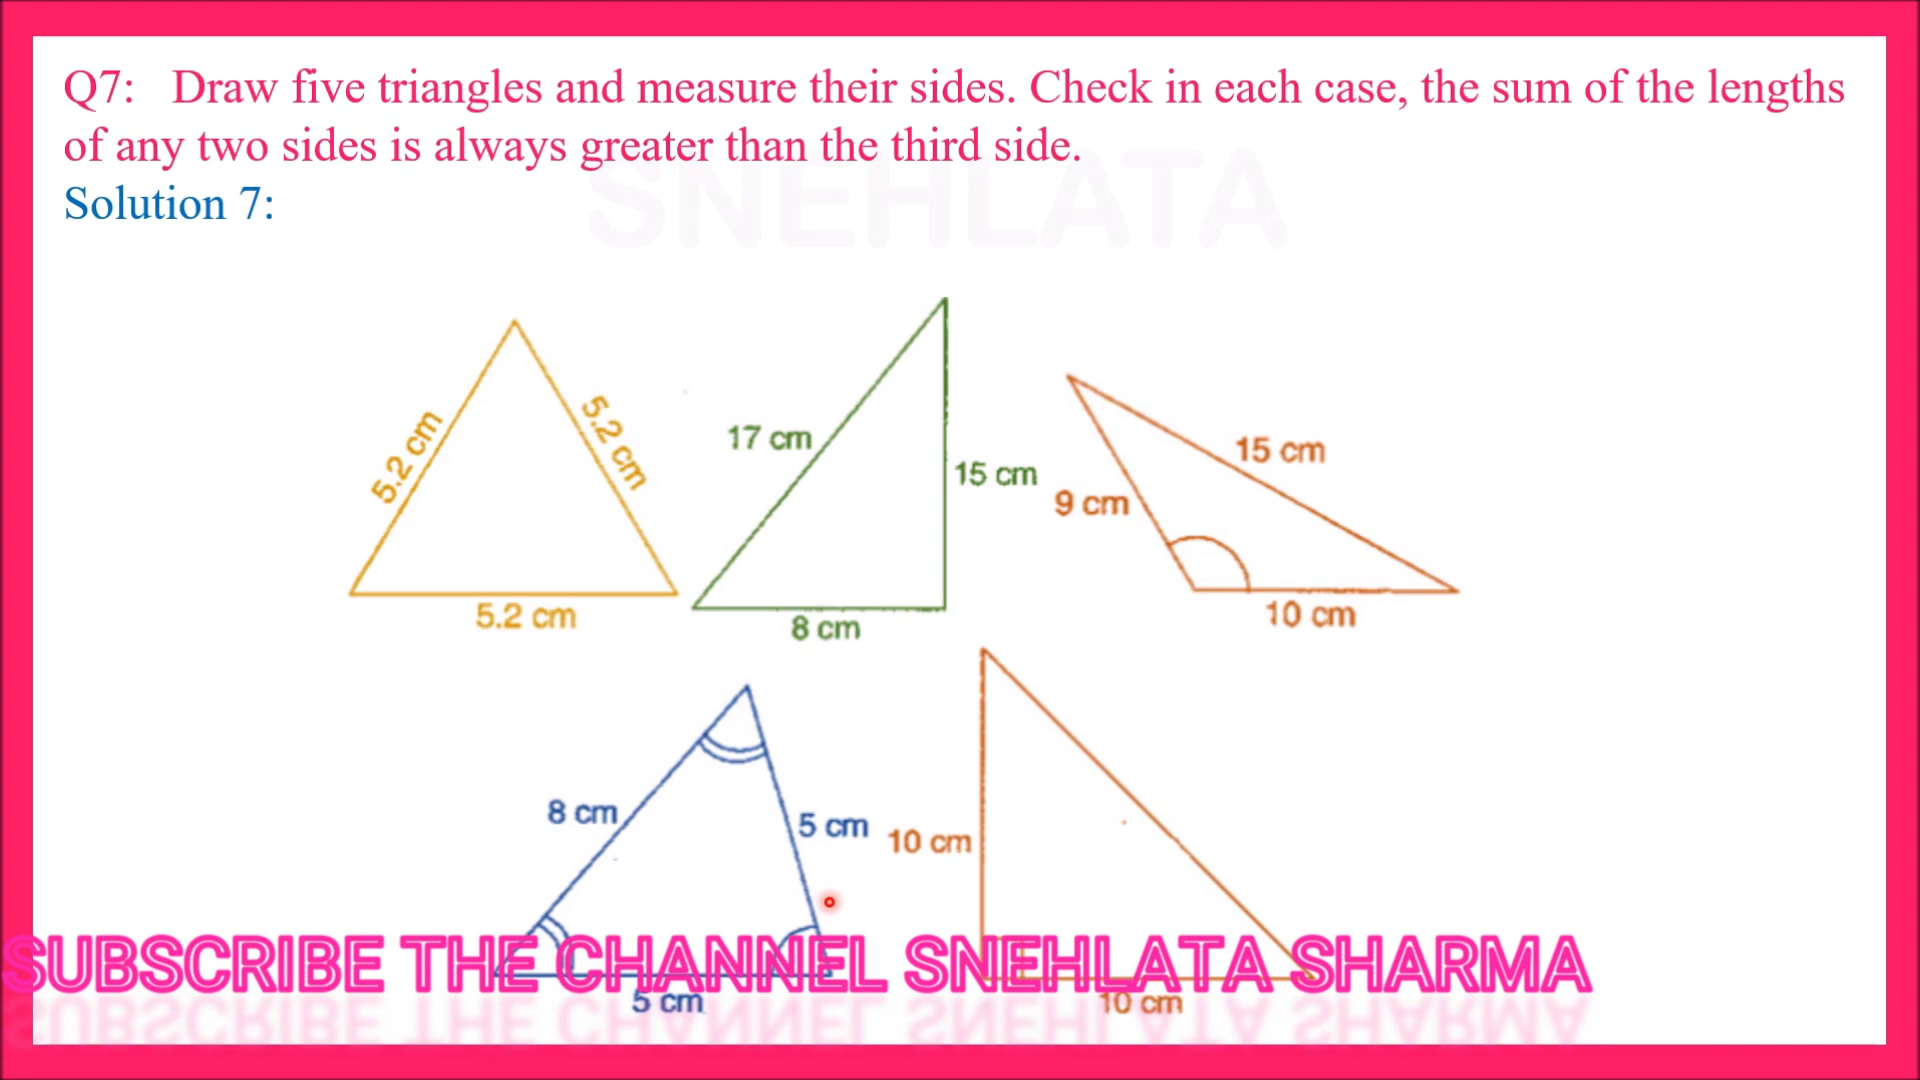 Q7: Draw five triangles and measure their sides. Check in each case, the sum of the lengths
of any two sides is always greater than the third side.
SNEHLATA
Solution 7:
5.2 cm
5.2 cm
5.2 cm
17 cm
15 cm
8 cm
15 cm
9 cm
10 cm
8 cm
5 cm
5 cm
10 cm
10 cm
SUBSCRIBE THE CHANNEL SNEHLATA SHARMA